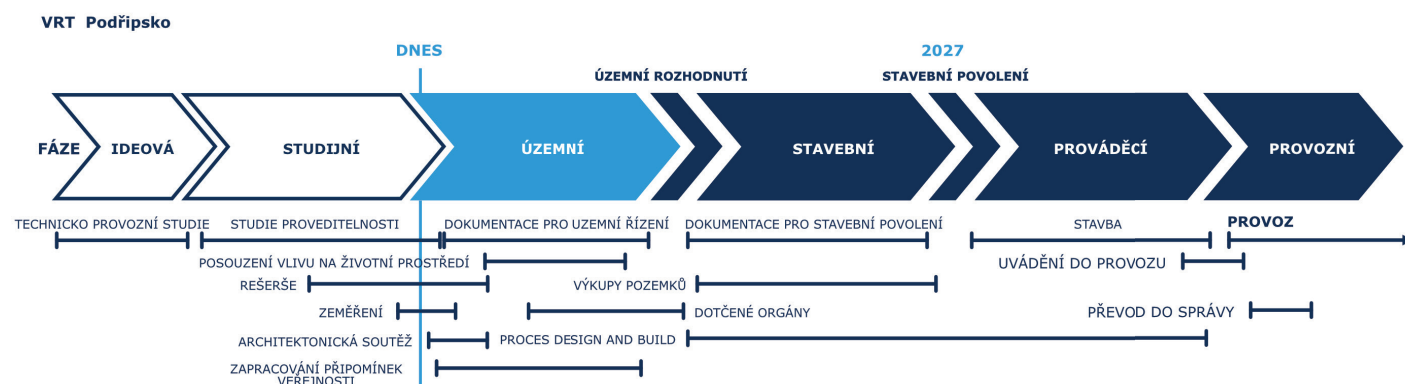 VRT Podřipsko
DNES
2027
ÚZEMNÍ ROZHODNUTÍ
STAVEBNÍ POVOLENÍ
FÁZE
IDEOVÁ
STUDIJNÍ
ÚZEMNÍ
STAVEBNÍ
PROVÁDĚCÍ
PROVOZNÍ
TECHNICKO PROVOZNÍ STUDIE
STUDIE PROVEDITELNOSTI
DOKUMENTACE PRO UZEMNÍ ŘÍZENÍ
DOKUMENTACE PRO STAVEBNÍ POVOLENÍ
STAVBA
PROVOZ
POSOUZENÍ VLIVU NA ŽIVOTNÍ PROSTŘEDÍ
UVÁDĚNÍ DO PROVOZU
REŠERŠE
VÝKUPY POZEMKŮ
ZEMĚŘENÍ
DOTČENÉ ORGÁNY
PŘEVOD DO SPRÁVY
ARCHITEKTONICKÁ SOUTĚŽ
PROCES DESIGN AND BUILD
ZAPRACOVÁNÍ PŘIPOMÍNEK
VEŘEJNOSTI